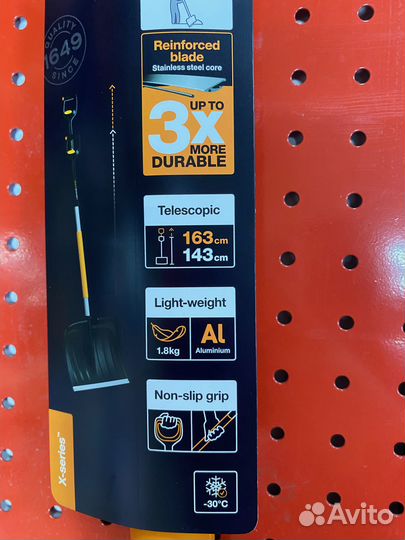 QUALITY
1649
SINCE
Reinforced
blade
Stainless steel core
UP TO
3X
MORE
DURABLE
Telescopic
163cm
143cm
Light-weight
1.8kg
Al
Aluminium
Non-slip grip
X-series™
-30°C
Avito